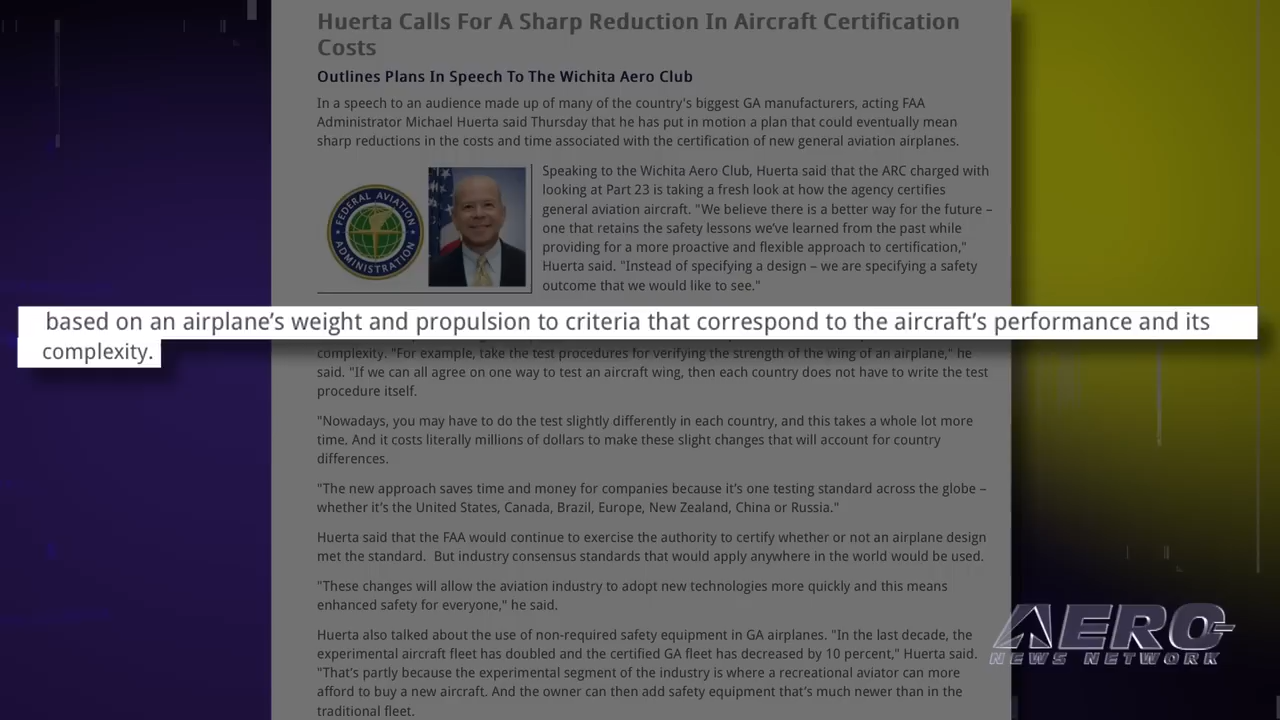 Huerta Calls For A Sharp Reduction In Aircraft Certification
Costs
Outlines Plans In Speech To The Wichita Aero Club
In a speech to an audience made up of many of the country's biggest GA manufacturers, acting FAA
Administrator Michael Huerta said Thursday that he has put in motion a plan that could eventually mean
sharp reductions in the costs and time associated with the certification of new general aviation airplanes.
FEDERAL AVIATION
ADMINISTRATION
Speaking to the Wichita Aero Club, Huerta said that the ARC charged with
looking at Part 23 is taking a fresh look at how the agency certifies
general aviation aircraft. "We believe there is a better way for the future –
one that retains the safety lessons we've learned from the past while
providing for a more proactive and flexible approach to certification,"
Huerta said. "Instead of specifying a design – we are specifying a safety
outcome that we would like to see."
based on an airplane's weight and propulsion to criteria that correspond to the aircraft's performance and its
complexity.
complexity. "For example, take the test procedures for verifying the strength of the wing of an airplane," he
said. "If we can all agree on one way to test an aircraft wing, then each country does not have to write the test
procedure itself.
"Nowadays, you may have to do the test slightly differently in each country, and this takes a whole lot more
time. And it costs literally millions of dollars to make these slight changes that will account for country
differences.
"The new approach saves time and money for companies because it's one testing standard across the globe –
whether it's the United States, Canada, Brazil, Europe, New Zealand, China or Russia."
Huerta said that the FAA would continue to exercise the authority to certify whether or not an airplane design
met the standard.  But industry consensus standards that would apply anywhere in the world would be used.
"These changes will allow the aviation industry to adopt new technologies more quickly and this means
enhanced safety for everyone," he said.
Huerta also talked about the use of non-required safety equipment in GA airplanes. "In the last decade, the
experimental aircraft fleet has doubled and the certified GA fleet has decreased by 10 percent," Huerta said.
"That's partly because the experimental segment of the industry is where a recreational aviator can more
afford to buy a new aircraft. And the owner can then add safety equipment that's much newer than in the
traditional fleet.
AERO-
NEWS NETWORK